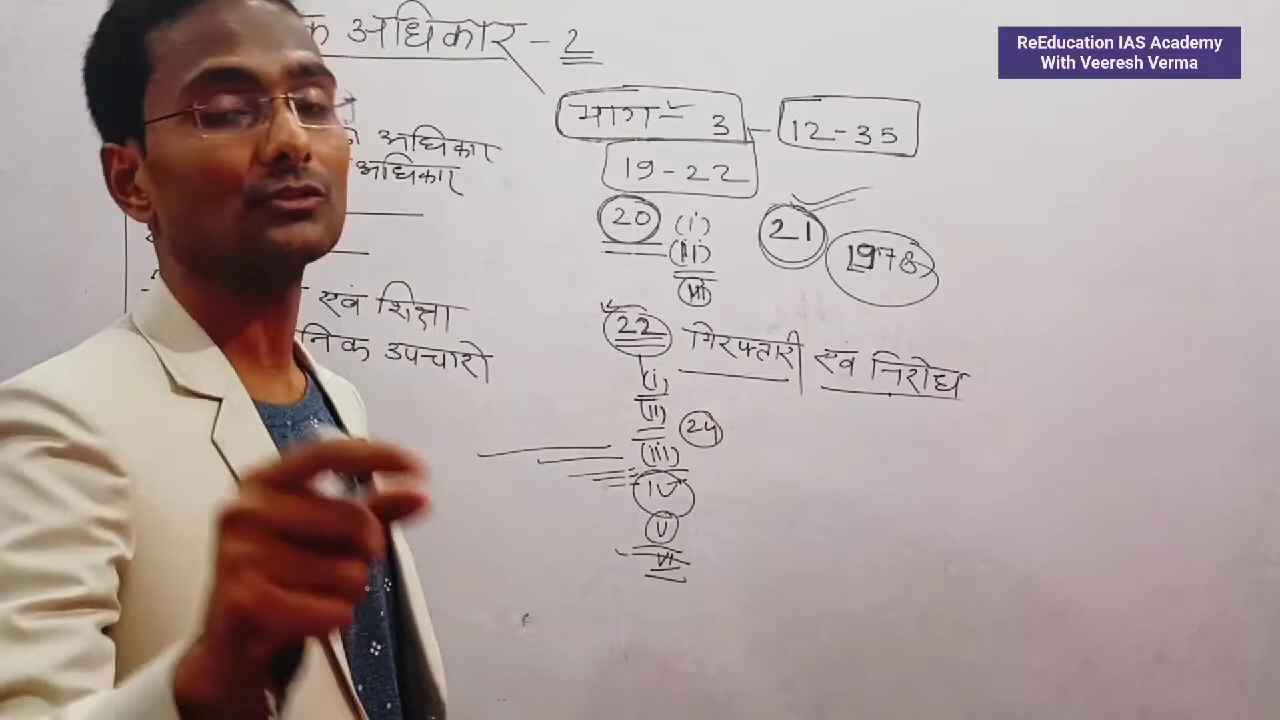 ReEducation IAS Academy
With Veeresh Verma
क अधिकार - 2
भाग - 3 - 12-35
19-22
अधिकार
अधिकार
20 (i)
(ii)
(iii)
21
1978
एवं शिक्षा
निक उपचारो
22 गिरफ्तारी एवं निरोध
(i)
(ii)
24
(iii)
IV
V
VI